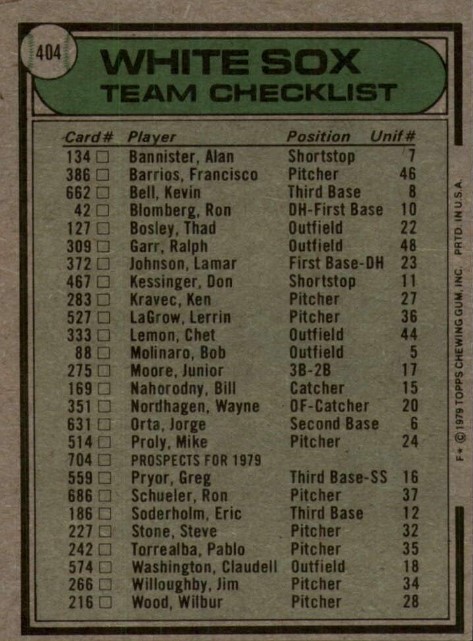 404
WHITE SOX
TEAM CHECKLIST
Card# Player Position Unif#
134 Bannister, Alan Shortstop 7
386 Barrios, Francisco Pitcher 46
662 Bell, Kevin Third Base 8
42 Blomberg, Ron DH-First Base 10
127 Bosley, Thad Outfield 22
309 Garr, Ralph Outfield 48
372 Johnson, Lamar First Base-DH 23
467 Kessinger, Don Shortstop 11
283 Kravec, Ken Pitcher 27
527 LaGrow, Lerrin Pitcher 36
333 Lemon, Chet Outfield 44
88 Molinaro, Bob Outfield 5
275 Moore, Junior 3B-2B 17
169 Nahorodny, Bill Catcher 15
351 Nordhagen, Wayne OF-Catcher 20
631 Orta, Jorge Second Base 6
514 Proly, Mike Pitcher 24
704 PROSPECTS FOR 1979
559 Pryor, Greg Third Base-SS 16
686 Schueler, Ron Pitcher 37
186 Soderholm, Eric Third Base 12
227 Stone, Steve Pitcher 32
242 Torrealba, Pablo Pitcher 35
574 Washington, Claudell Outfield 18
266 Willoughby, Jim Pitcher 34
216 Wood, Wilbur Pitcher 28
F* © 1979 TOPPS CHEWING GUM, INC. PRTD. IN U.S.A.